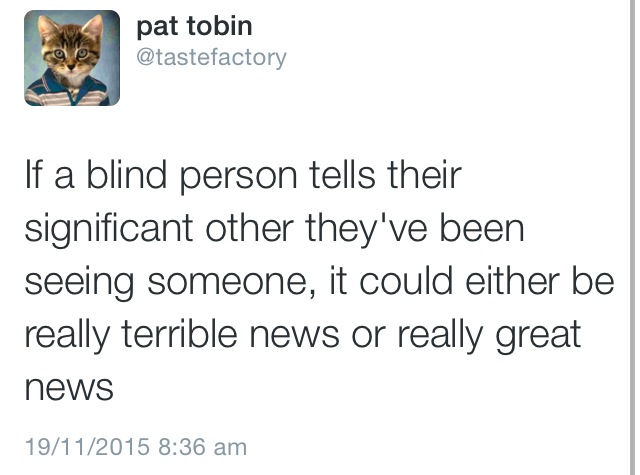 pat tobin
@tastefactory
If a blind person tells their
significant other they've been
seeing someone, it could either be
really terrible news or really great
news
19/11/2015 8:36 am